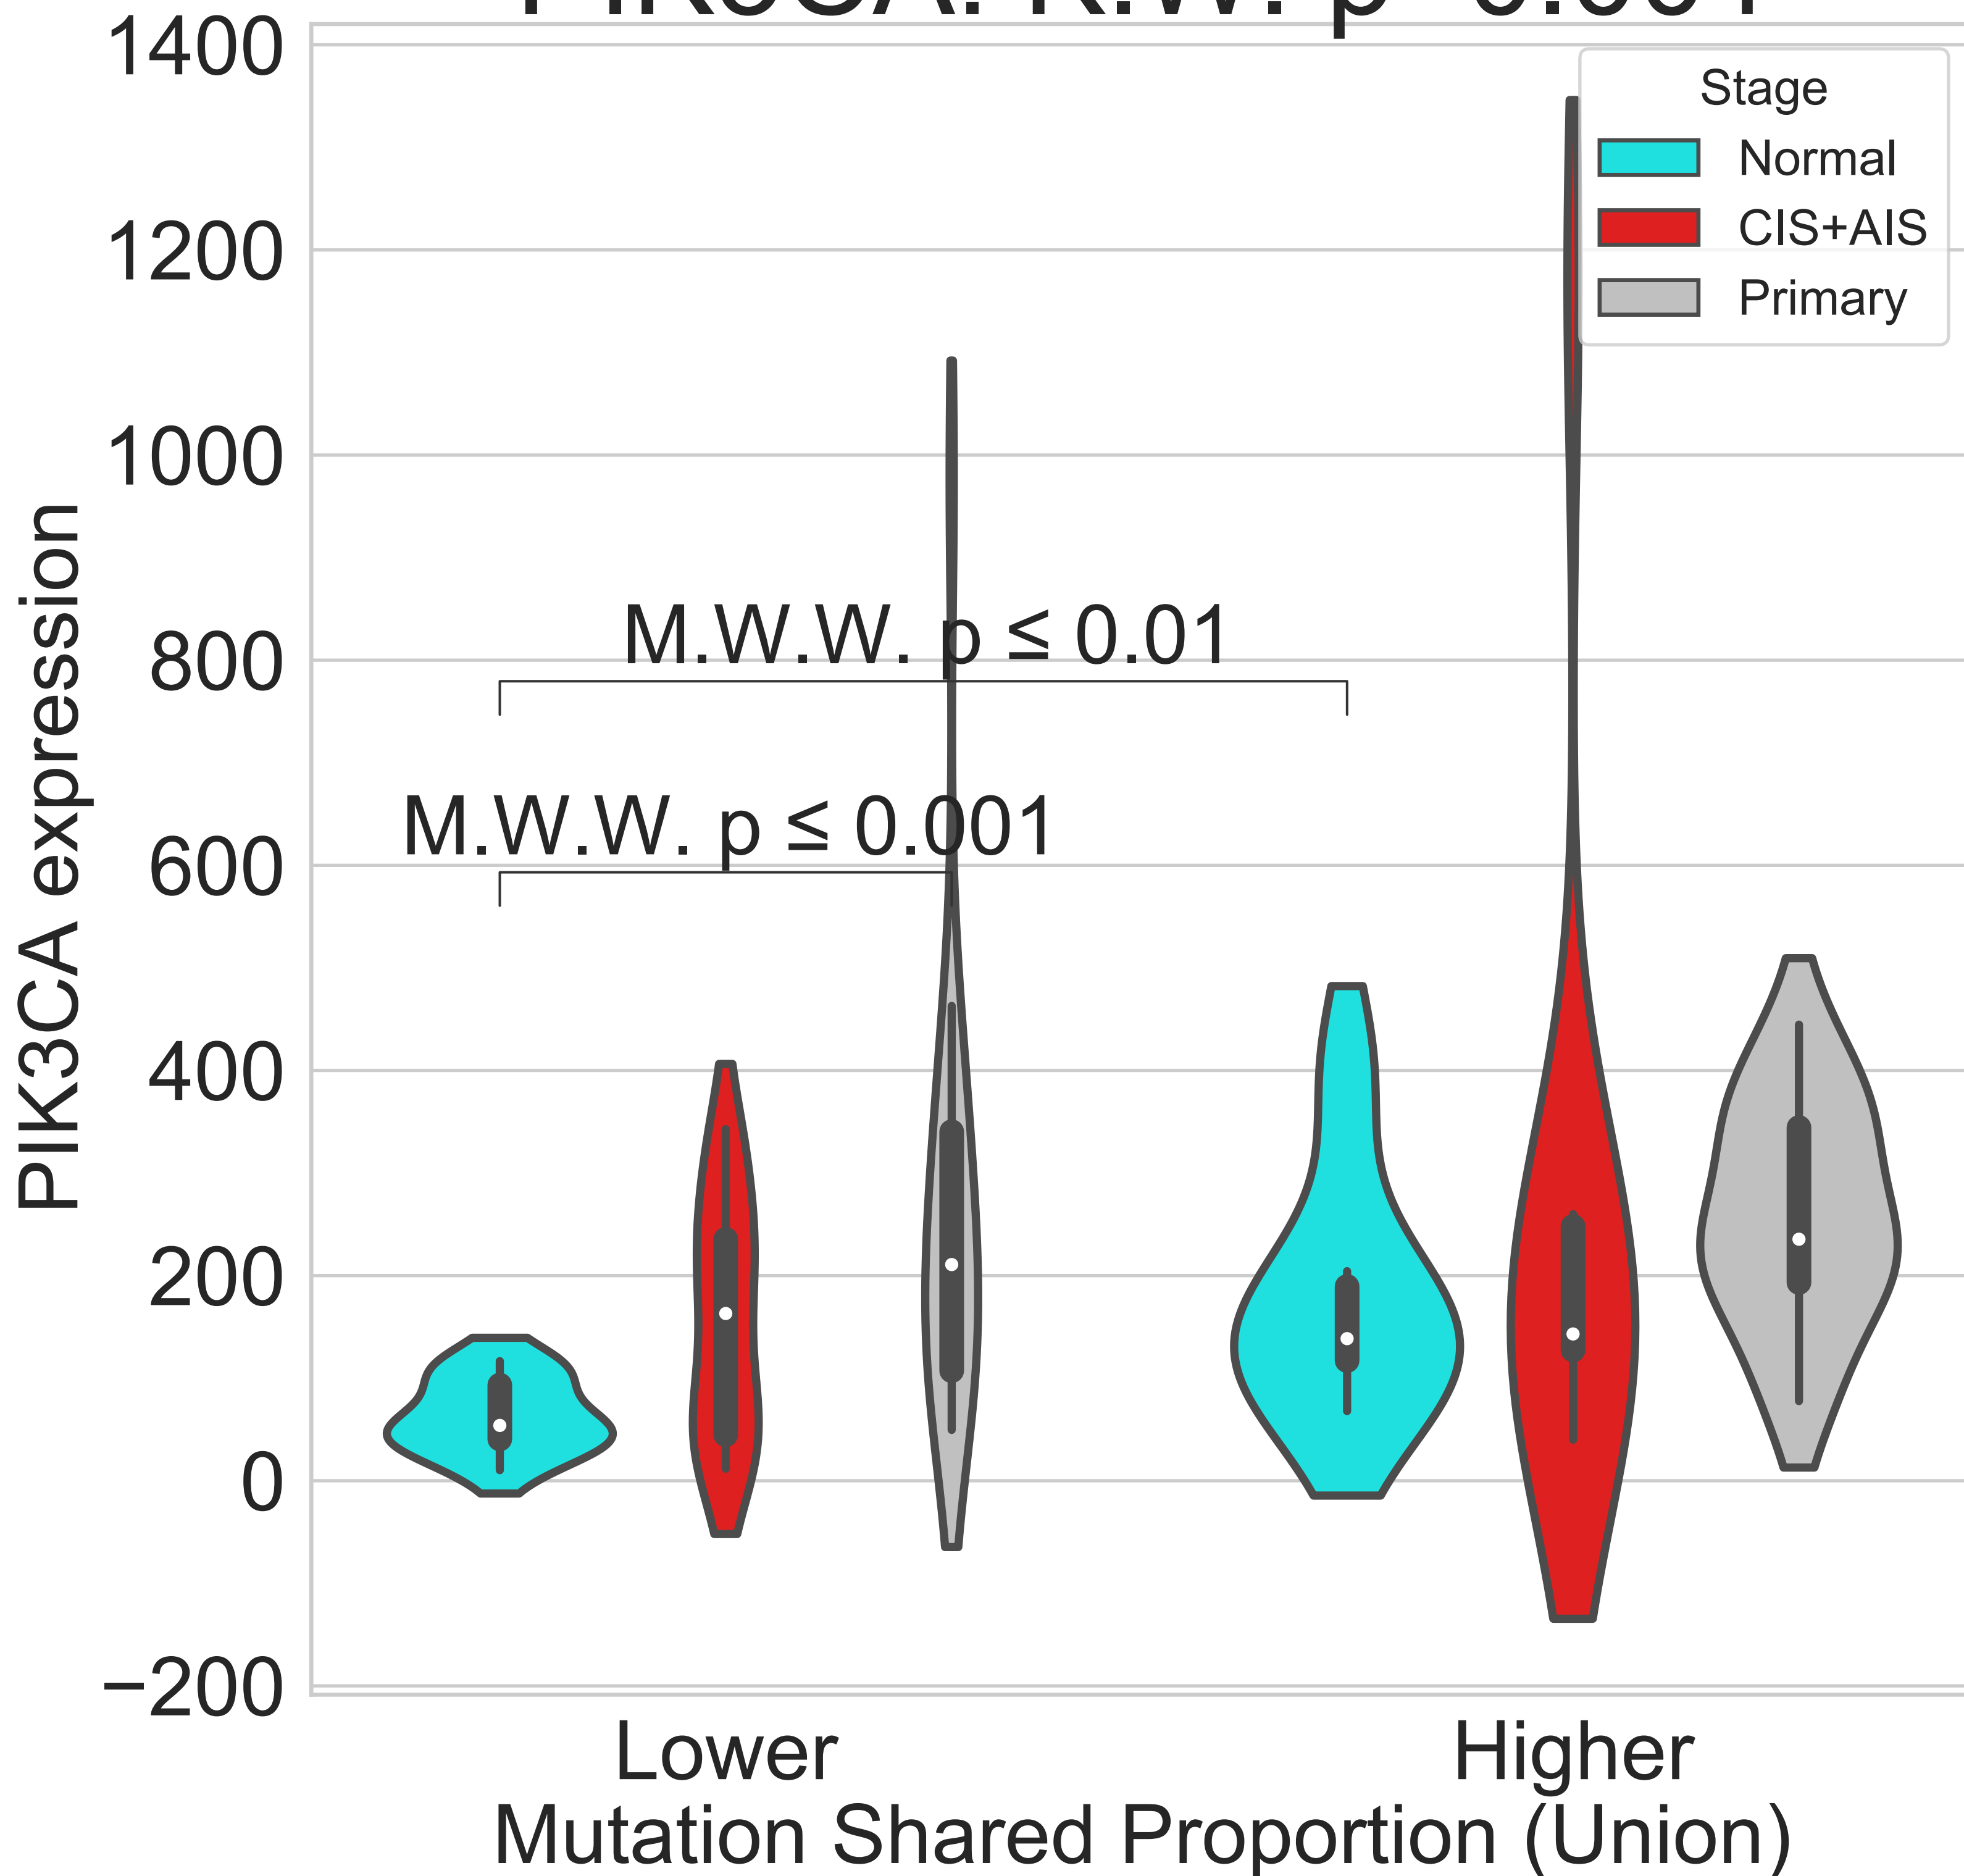 1400
1200
1000
800
600
400
200
0
−200
PIK3CA expression
Stage
Normal
CIS+AIS
Primary
M.W.W. p ≤ 0.01
M.W.W. p ≤ 0.001
Lower
Higher
Mutation Shared Proportion (Union)